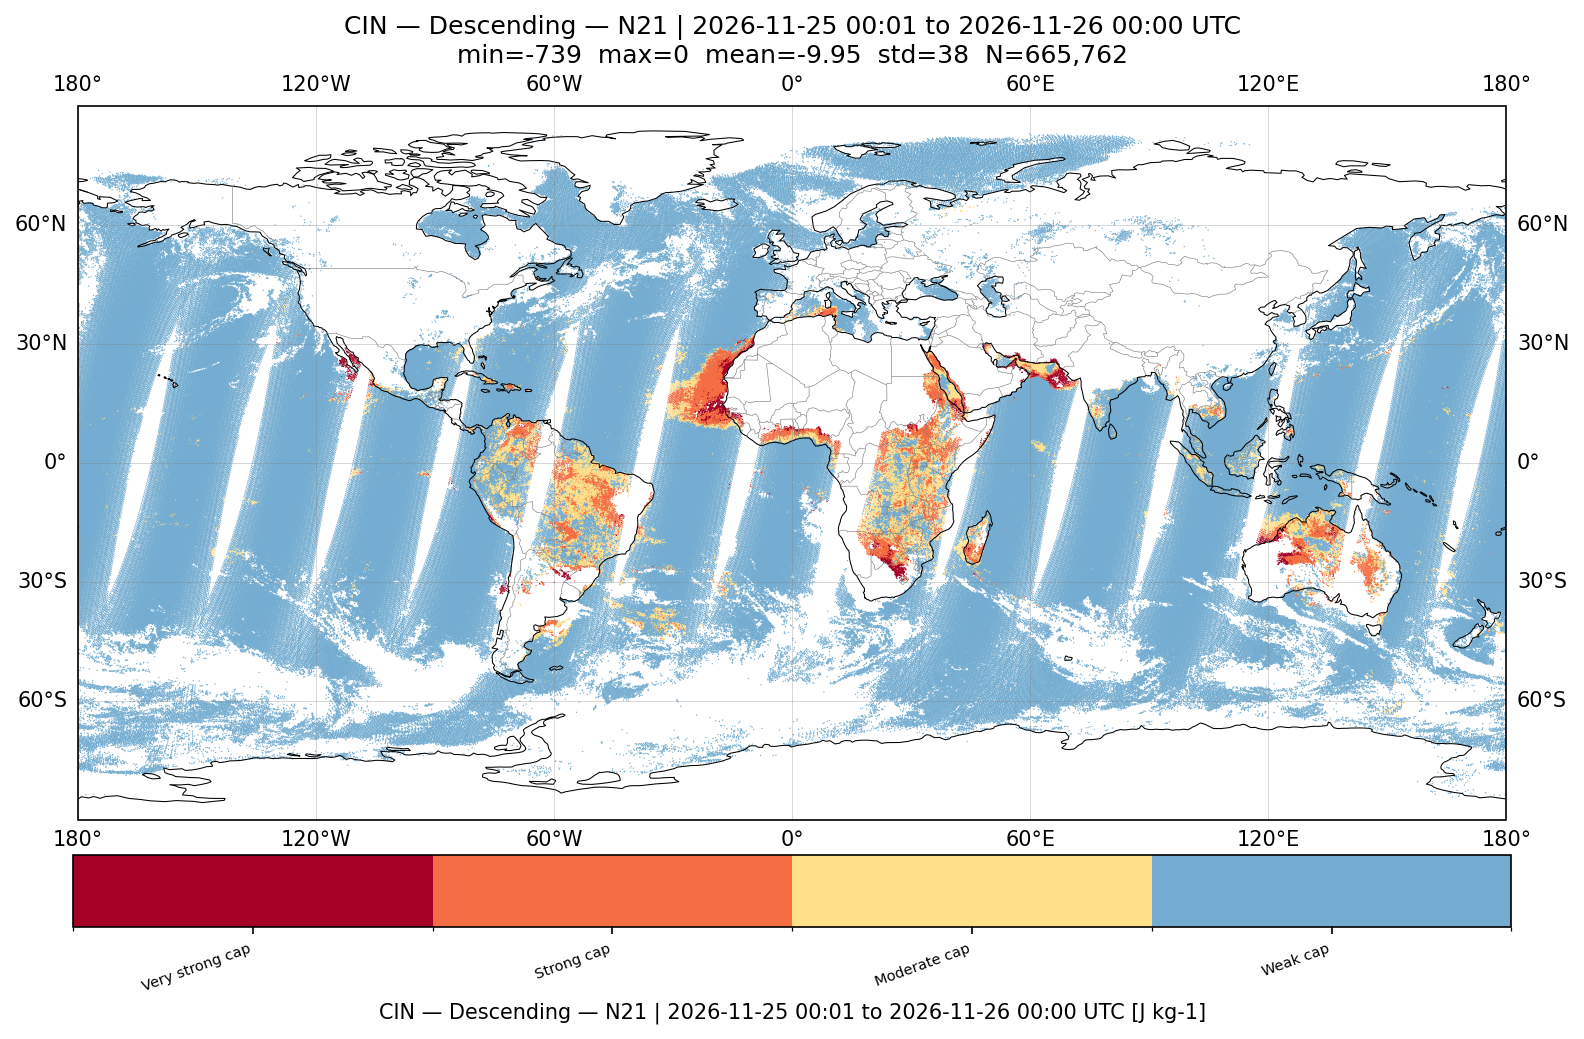 CIN — Descending — N21 | 2026-11-25 00:01 to 2026-11-26 00:00 UTC
min=-739 max=0 mean=-9.95 std=38 N=665,762
180° 120°W 60°W 0° 60°E 120°E 180°
60°N 60°N
30°N 30°N
0° 0°
30°S 30°S
60°S 60°S
180° 120°W 60°W 0° 60°E 120°E 180°
Very strong cap Strong cap Moderate cap Weak cap
CIN — Descending — N21 | 2026-11-25 00:01 to 2026-11-26 00:00 UTC [J kg-1]